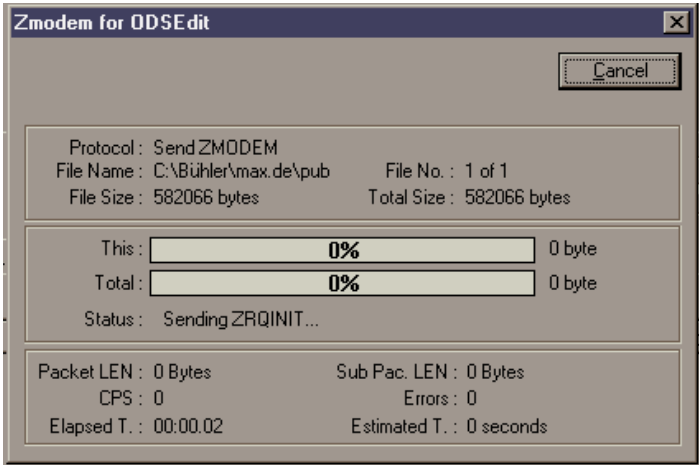 Zmodem for ODSEdit
Cancel
Protocol : Send ZMODEM
File Name : C:\Bühler\max.de\pub File No. : 1 of 1
File Size : 582066 bytes Total Size : 582066 bytes
This : 0% 0 byte
Total : 0% 0 byte
Status : Sending ZRQINIT...
Packet LEN : 0 Bytes Sub Pac. LEN : 0 Bytes
CPS : 0 Errors : 0
Elapsed T. : 00:00.02 Estimated T. : 0 seconds